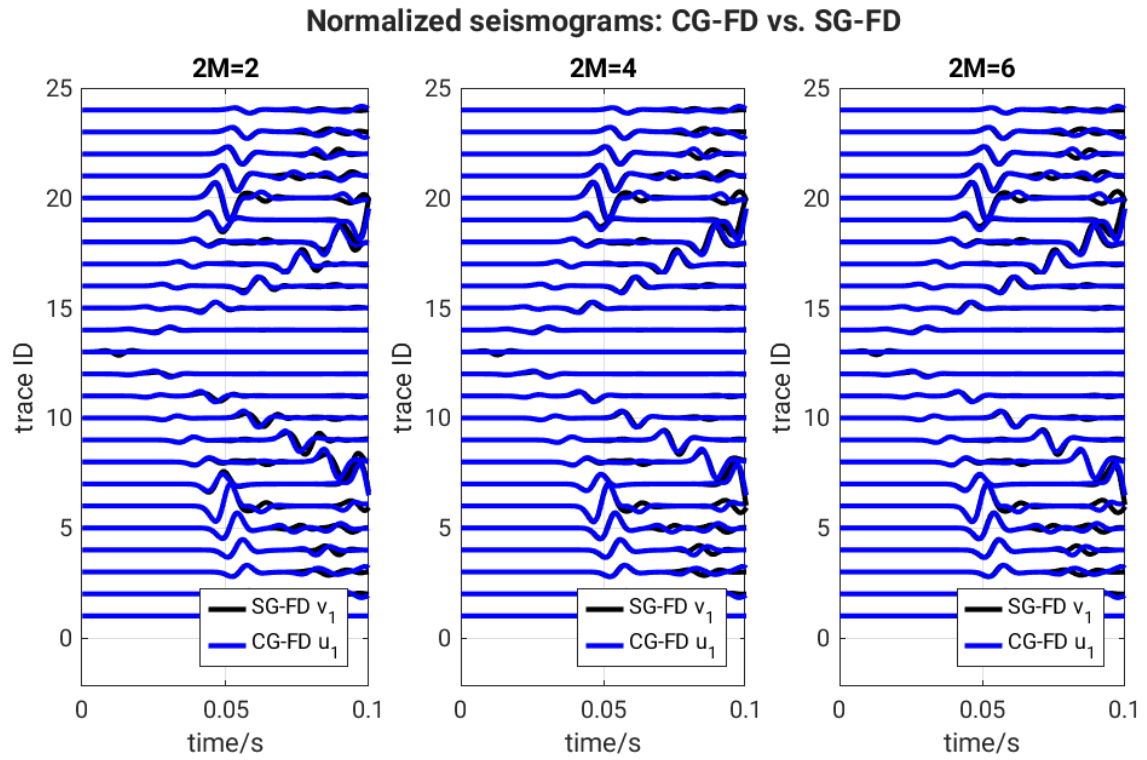 Normalized seismograms: CG-FD vs. SG-FD
2M=2
25
20
15
10
5
0
trace ID
SG-FD v₁
CG-FD u₁
0
0.05
0.1
time/s
2M=4
25
20
15
10
5
0
trace ID
SG-FD v₁
CG-FD u₁
0
0.05
0.1
time/s
2M=6
25
20
15
10
5
0
trace ID
SG-FD v₁
CG-FD u₁
0
0.05
0.1
time/s